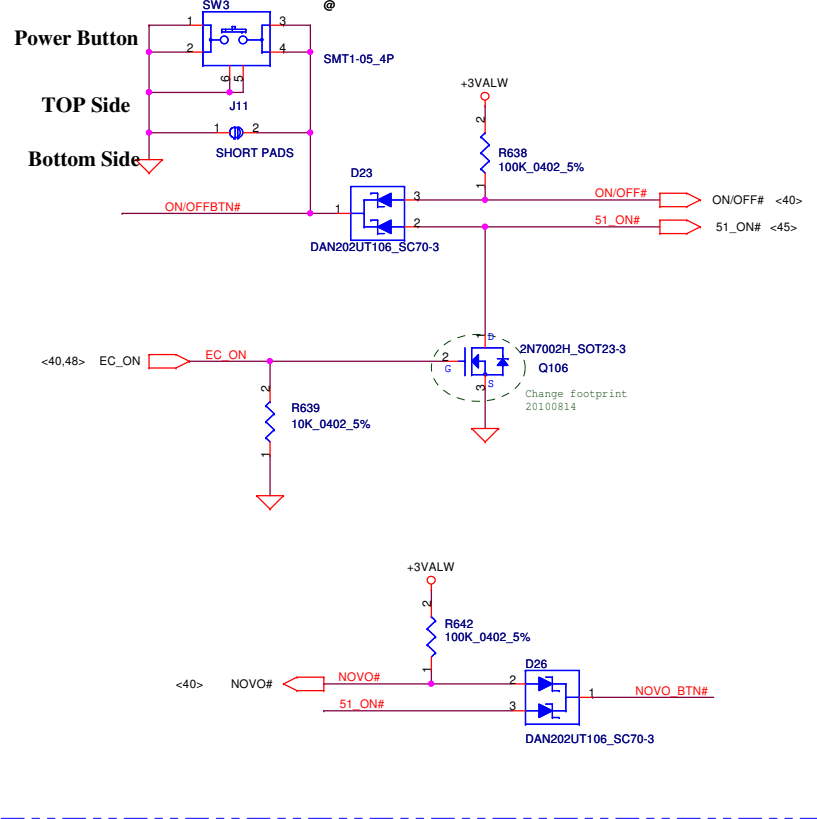 SW3
@
1
3
Power Button
2
4
SMT1-05_4P
6
5
TOP Side
J11
+3VALW
1
2
2
Bottom Side
SHORT PADS
R638
100K_0402_5%
D23
1
ON/OFFBTN#
1
3
ON/OFF#
ON/OFF# <40>
2
51_ON#
51_ON# <45>
DAN202UT106_SC70-3
1
D
2N7002H_SOT23-3
<40,48> EC_ON
EC_ON
2
G
Q106
3
S
Change footprint
20100814
2
R639
10K_0402_5%
1
+3VALW
2
R642
100K_0402_5%
1
D26
<40> NOVO#
NOVO#
2
1
NOVO_BTN#
51_ON#
3
DAN202UT106_SC70-3